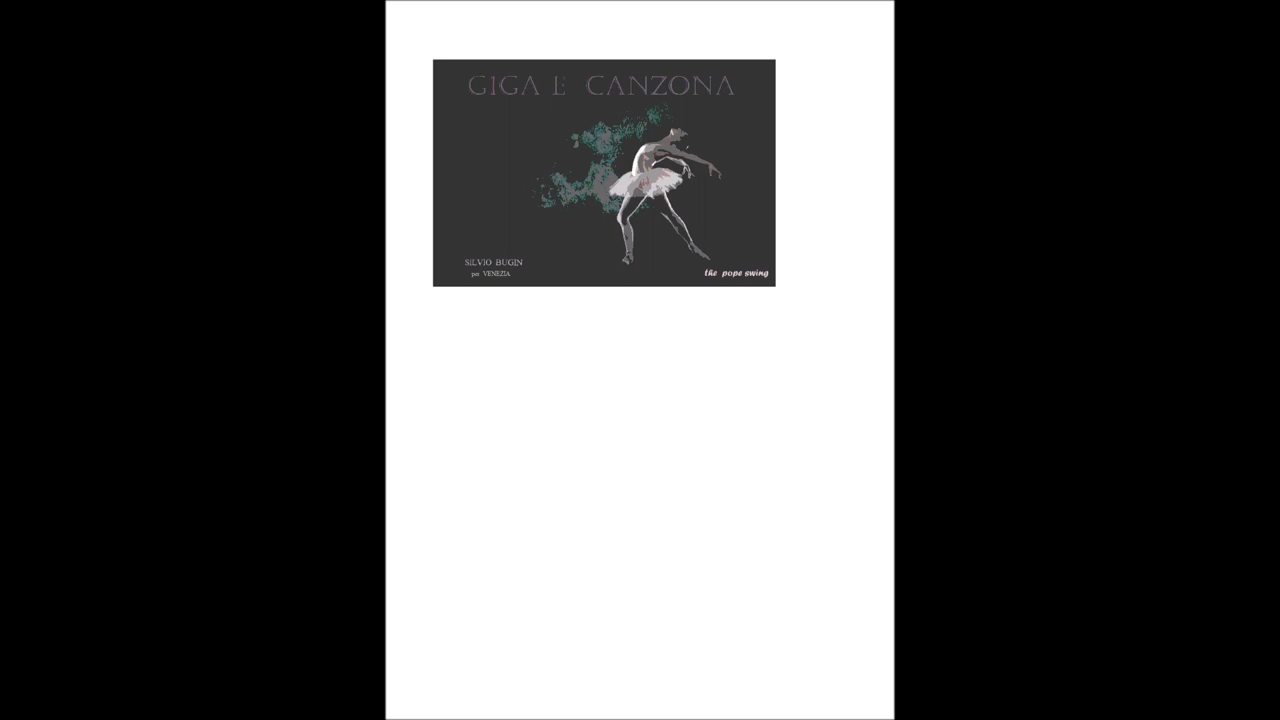 GIGA E CANZONA
SILVIO BUGIN
per VENEZIA
the pope swing